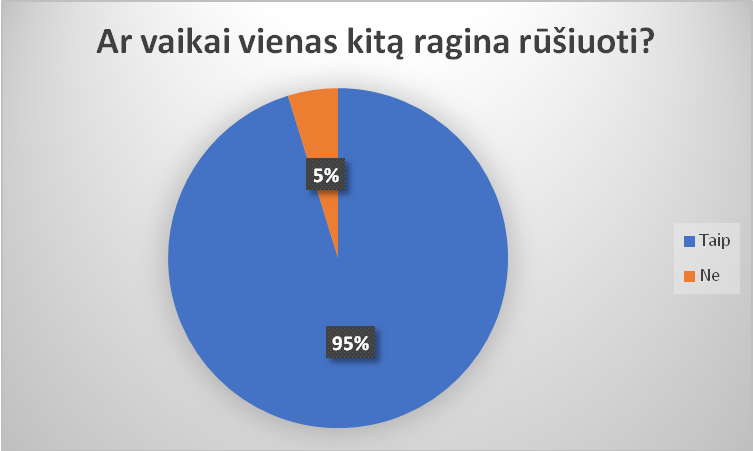 Ar vaikai vienas kitą ragina rūšiuoti?
5%
95%
Taip
Ne